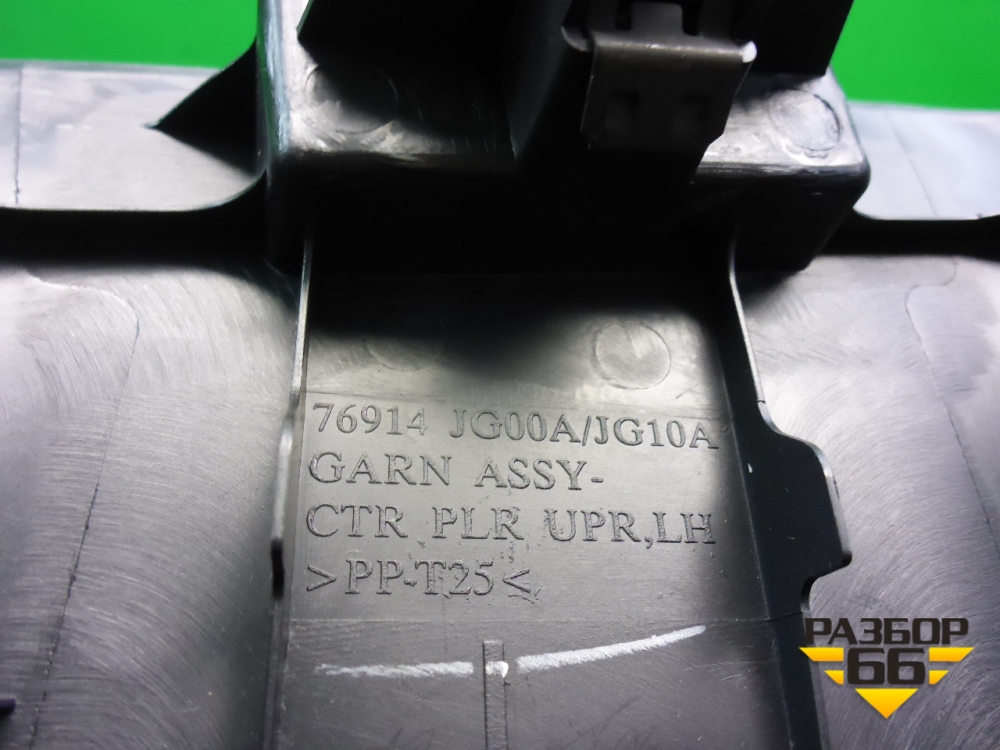 76914 JG00A/JG10A
GARN ASSY-
CTR PLR UPR,LH
>PP-T25<
РАЗБОР
66